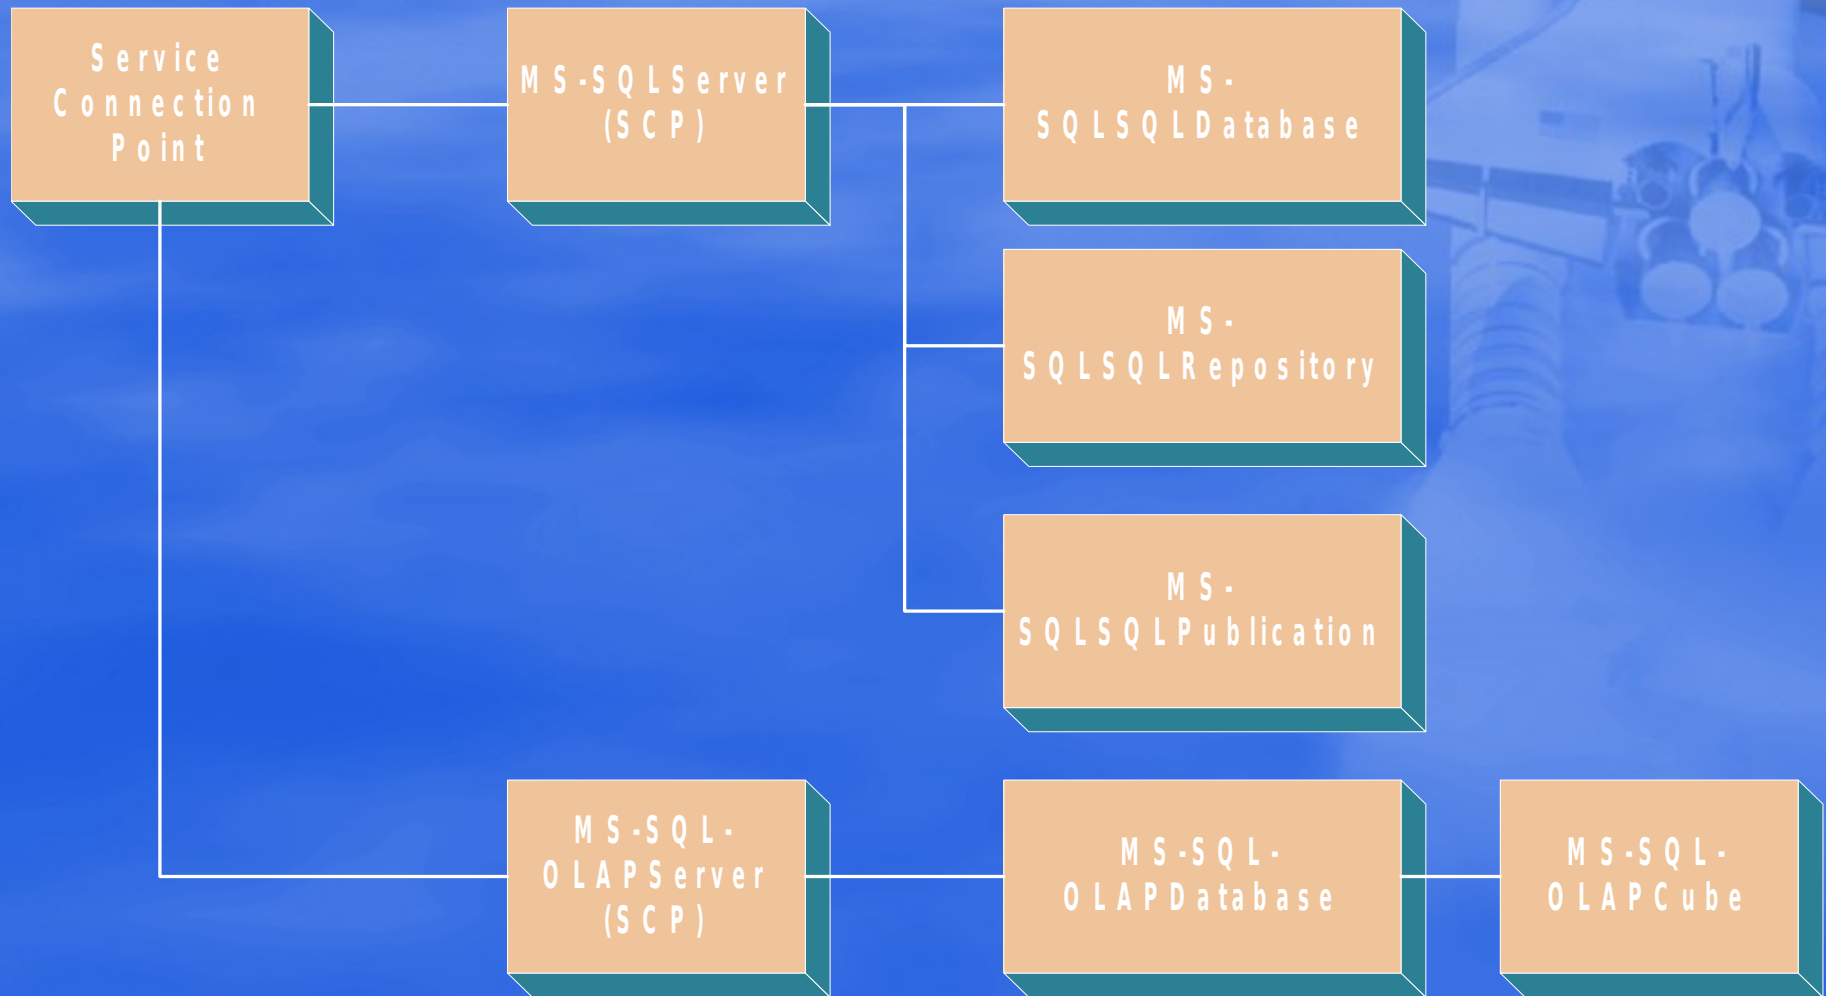 Service
Connection
Point
MS-SQLServer
(SCP)
MS-
SQLSQLDatabase
MS-
SQLSQLRepository
MS-
SQLSQLPublication
MS-SQL-
OLAPServer
(SCP)
MS-SQL-
OLAPDatabase
MS-SQL-
OLAPCube